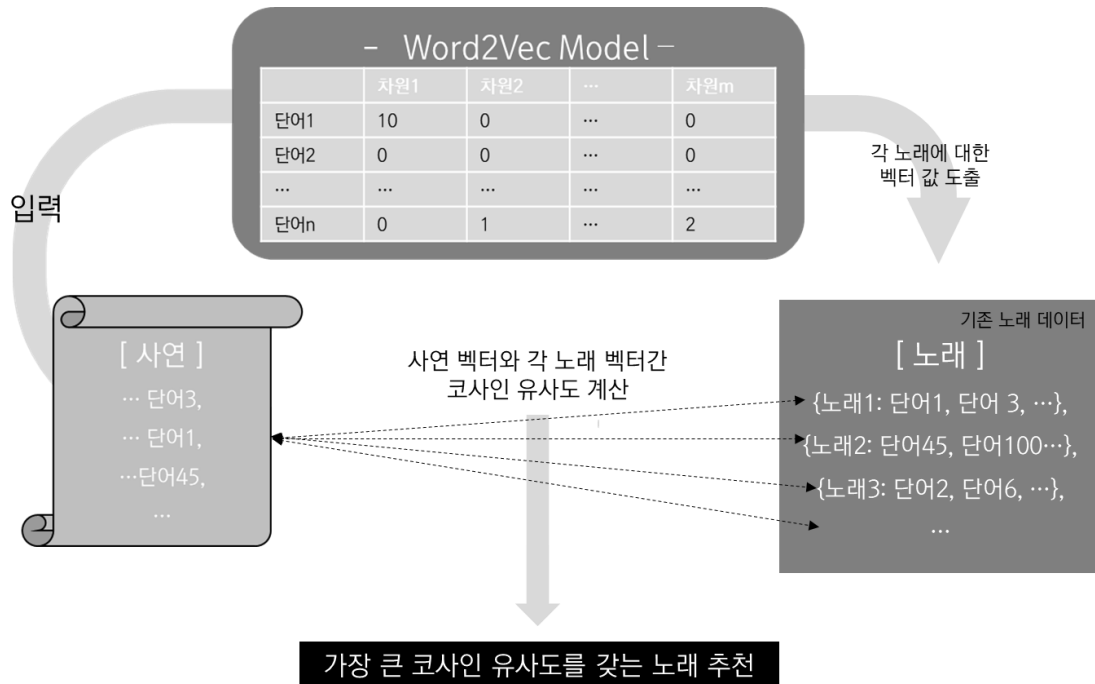 - Word2Vec Model –
차원1 차원2 … 차원m
단어1 10 0 … 0
단어2 0 0 … 0
… … … … …
단어n 0 1 … 2
입력
각 노래에 대한
벡터 값 도출
[ 사연 ]
… 단어3,
… 단어1,
…단어45,
…
사연 벡터와 각 노래 벡터간
코사인 유사도 계산
기존 노래 데이터
[ 노래 ]
{노래1: 단어1, 단어 3, …},
{노래2: 단어45, 단어100…},
{노래3: 단어2, 단어6, …},
…
가장 큰 코사인 유사도를 갖는 노래 추천